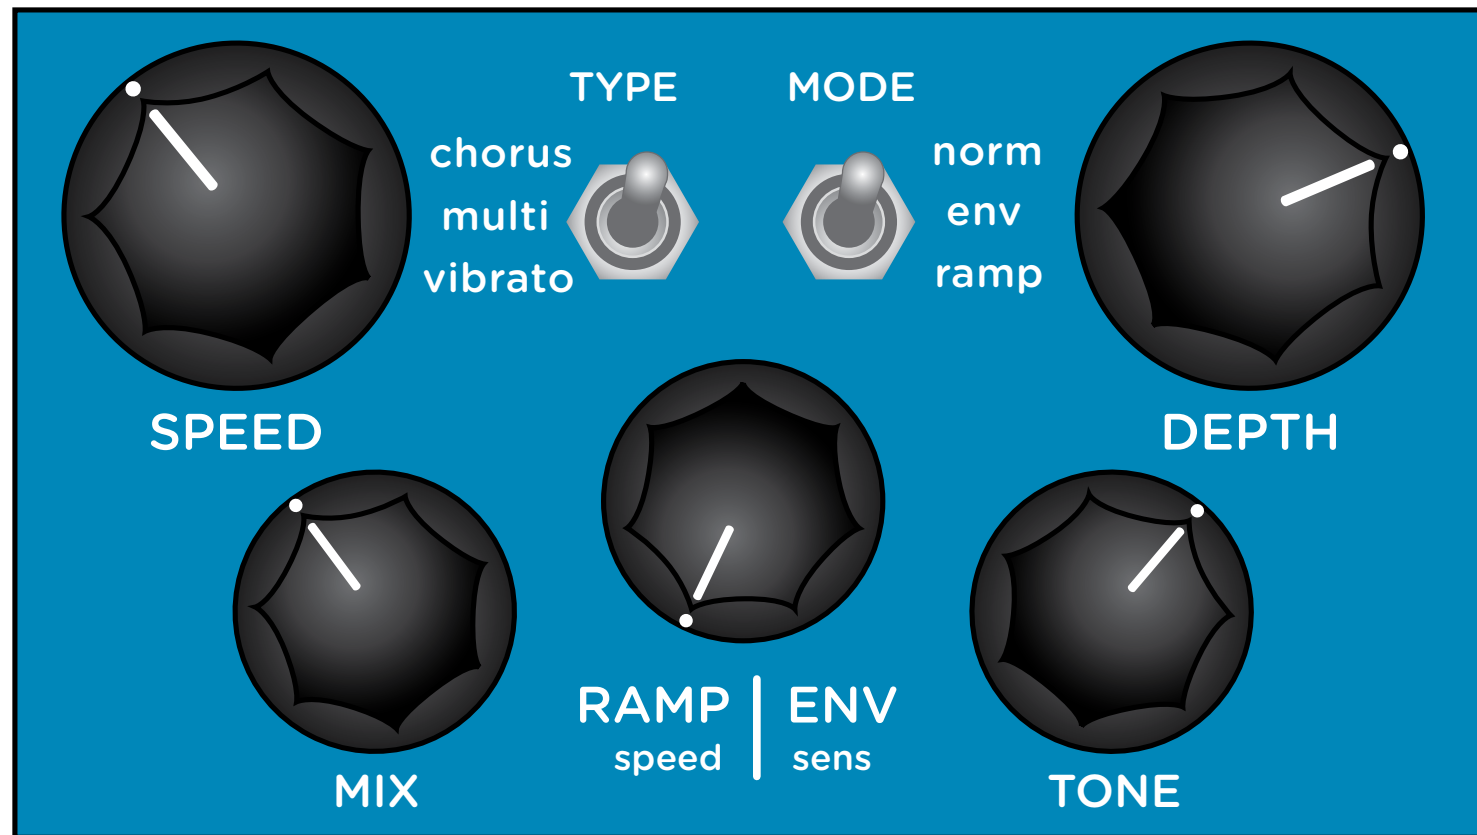 TYPE
MODE
chorus
multi
vibrato
norm
env
ramp
SPEED
DEPTH
RAMP | ENV
speed | sens
MIX
TONE